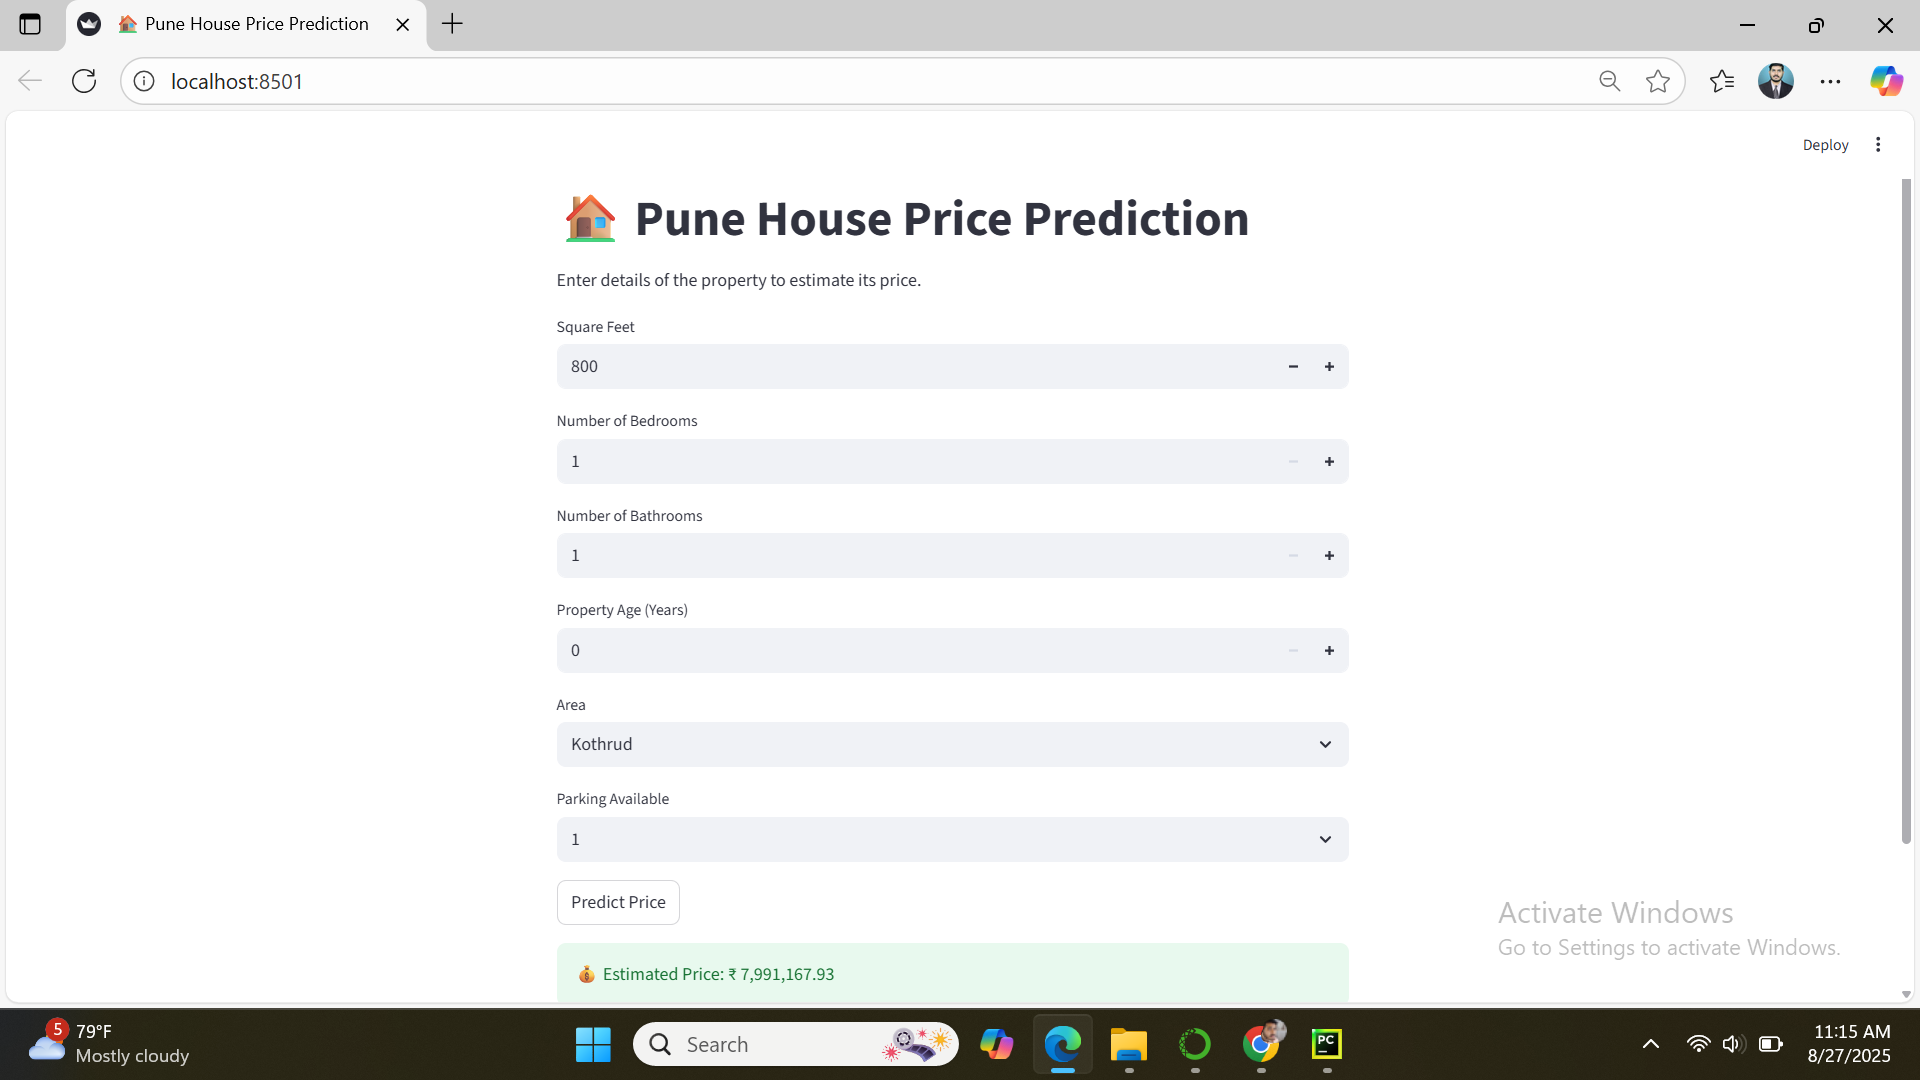 Pune House Price Prediction
localhost:8501
Deploy
Pune House Price Prediction
Enter details of the property to estimate its price.
Square Feet
800
Number of Bedrooms
1
Number of Bathrooms
1
Property Age (Years)
0
Area
Kothrud
Parking Available
1
Predict Price
Estimated Price: ₹ 7,991,167.93
Activate Windows
Go to Settings to activate Windows.
5
79°F
Mostly cloudy
Search
PC
11:15 AM
8/27/2025